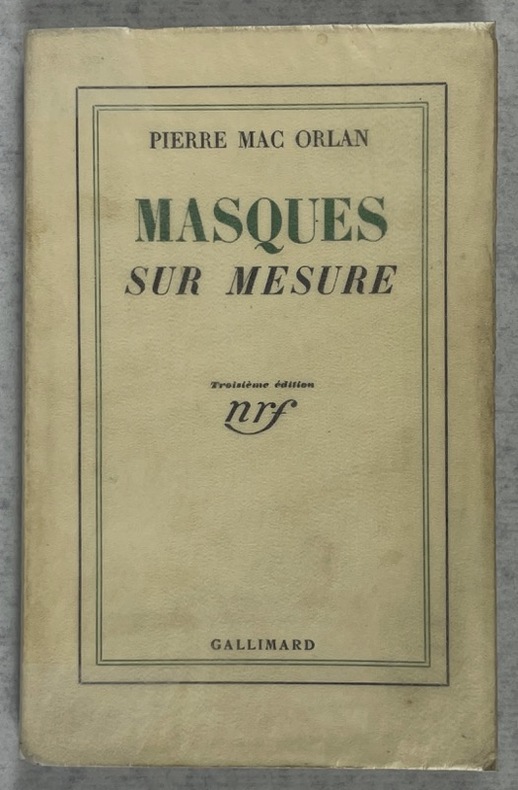 PIERRE MAC ORLAN
MASQUES
SUR MESURE
Troisième édition
nrf
GALLIMARD